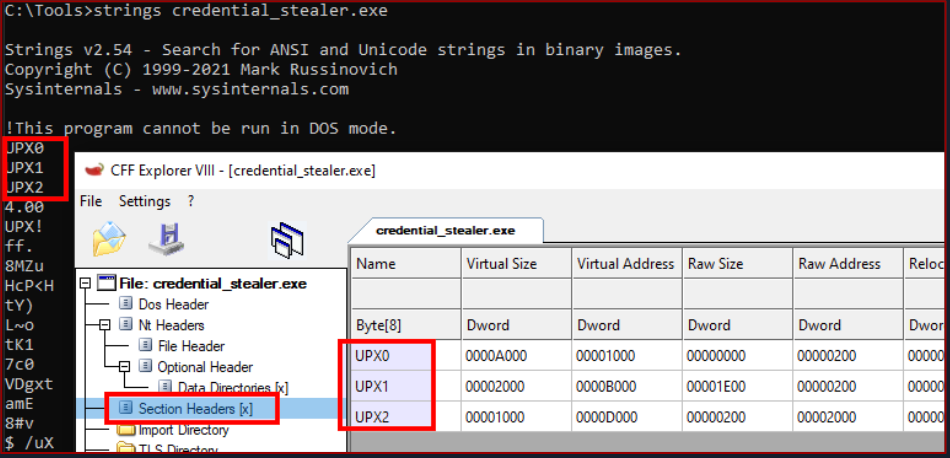 C:\Tools>strings credential_stealer.exe
Strings v2.54 - Search for ANSI and Unicode strings in binary images.
Copyright (C) 1999-2021 Mark Russinovich
Sysinternals - www.sysinternals.com
!This program cannot be run in DOS mode.
UPX0
UPX1
UPX2
4.00
UPX!
ff.
8MZu
HcP<H
tY)
L~o
tK1
7c0
VDgxt
amE
8#v
$ /uX
CFF Explorer VIII - [credential_stealer.exe]
File Settings ?
File: credential_stealer.exe
Dos Header
Nt Headers
File Header
Optional Header
Data Directories [x]
Section Headers [x]
Import Directory
TLS Directory
credential_stealer.exe
Name Virtual Size Virtual Address Raw Size Raw Address Reloc
Byte[8] Dword Dword Dword Dword Dwor
UPX0 0000A000 00001000 00000000 00000200 00000
UPX1 00002000 0000B000 00001E00 00000200 00000
UPX2 00001000 0000D000 00000200 00002000 00000